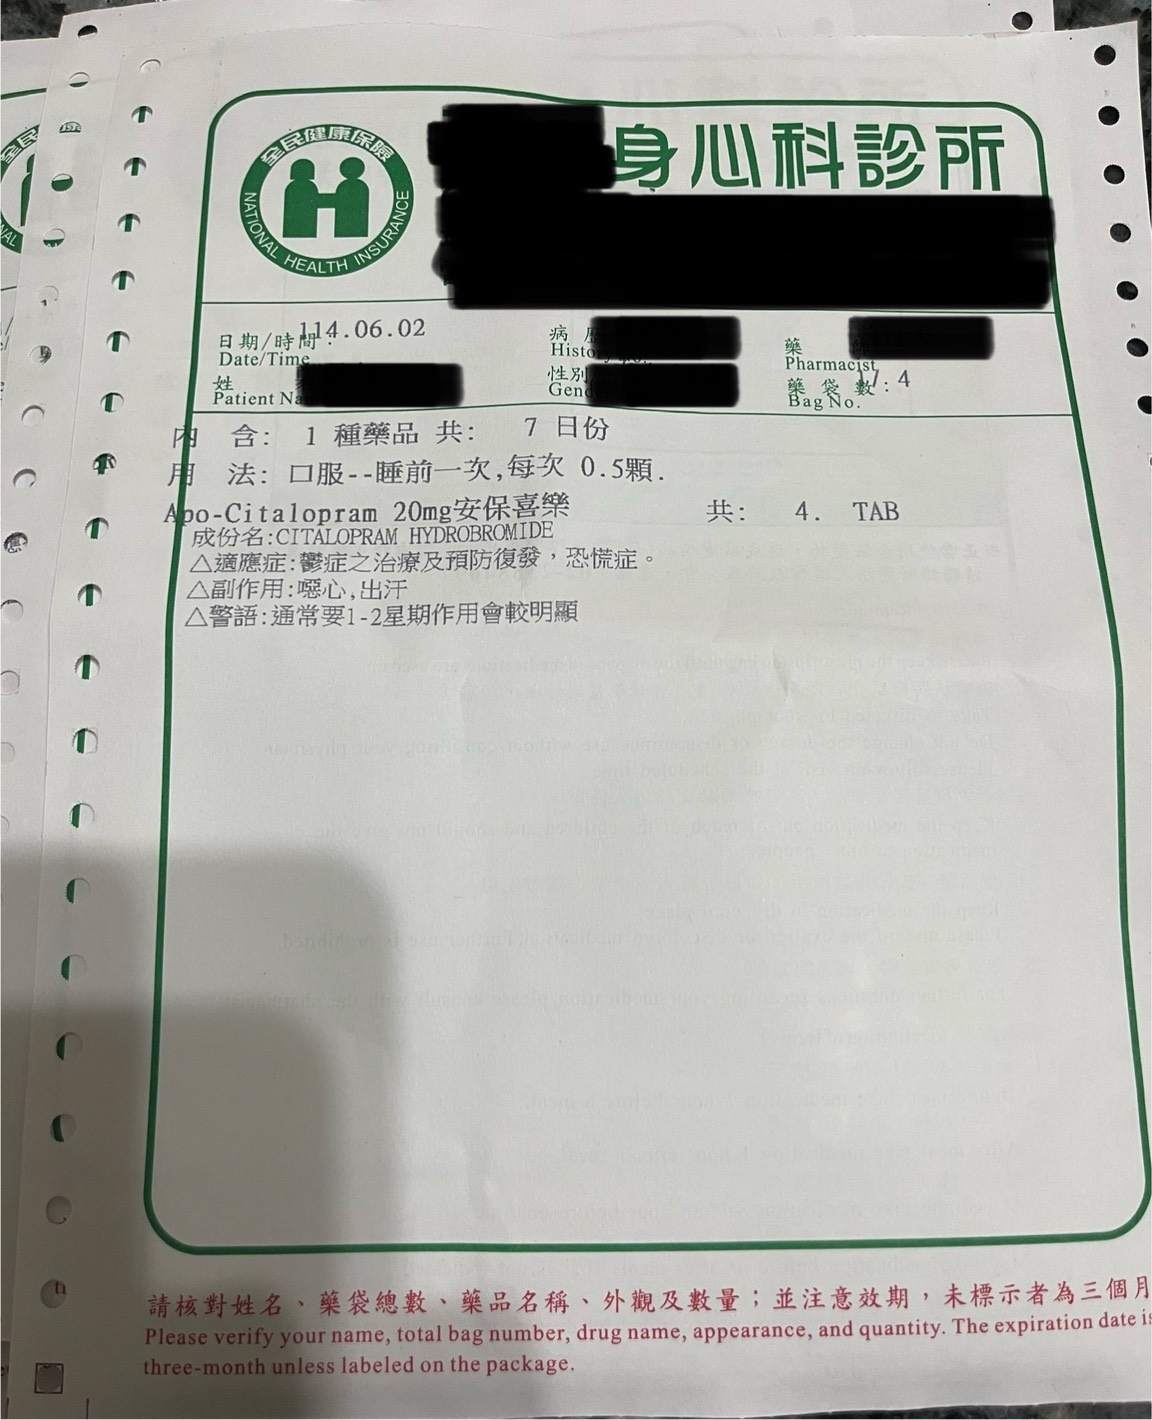 全民健康保險
NATIONAL HEALTH INSURANCE
身心科診所
日期/時間: 114.06.02
Date/Time
病歷
History No.
藥
Pharmacist
姓
Patient Na
性別
Gend
藥袋數: 1/ 4
Bag No.
內 含: 1 種藥品 共: 7 日份
用 法: 口服--睡前一次,每次 0.5顆.
Apo-Citalopram 20mg安保喜樂 共: 4. TAB
成份名:CITALOPRAM HYDROBROMIDE
△適應症:鬱症之治療及預防復發,恐慌症。
△副作用:噁心,出汗
△警語:通常要1-2星期作用會較明顯
請核對姓名、藥袋總數、藥品名稱、外觀及數量;並注意效期,未標示者為三個月
Please verify your name, total bag number, drug name, appearance, and quantity. The expiration date is
three-month unless labeled on the package.